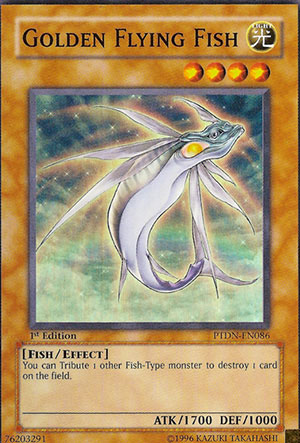 GOLDEN FLYING FISH
LIGHT
光
1st Edition
PTDN-EN086
[FISH/EFFECT]
You can Tribute 1 other Fish-Type monster to destroy 1 card
on the field.
ATK/1700 DEF/1000
76203291
©1996 KAZUKI TAKAHASHI